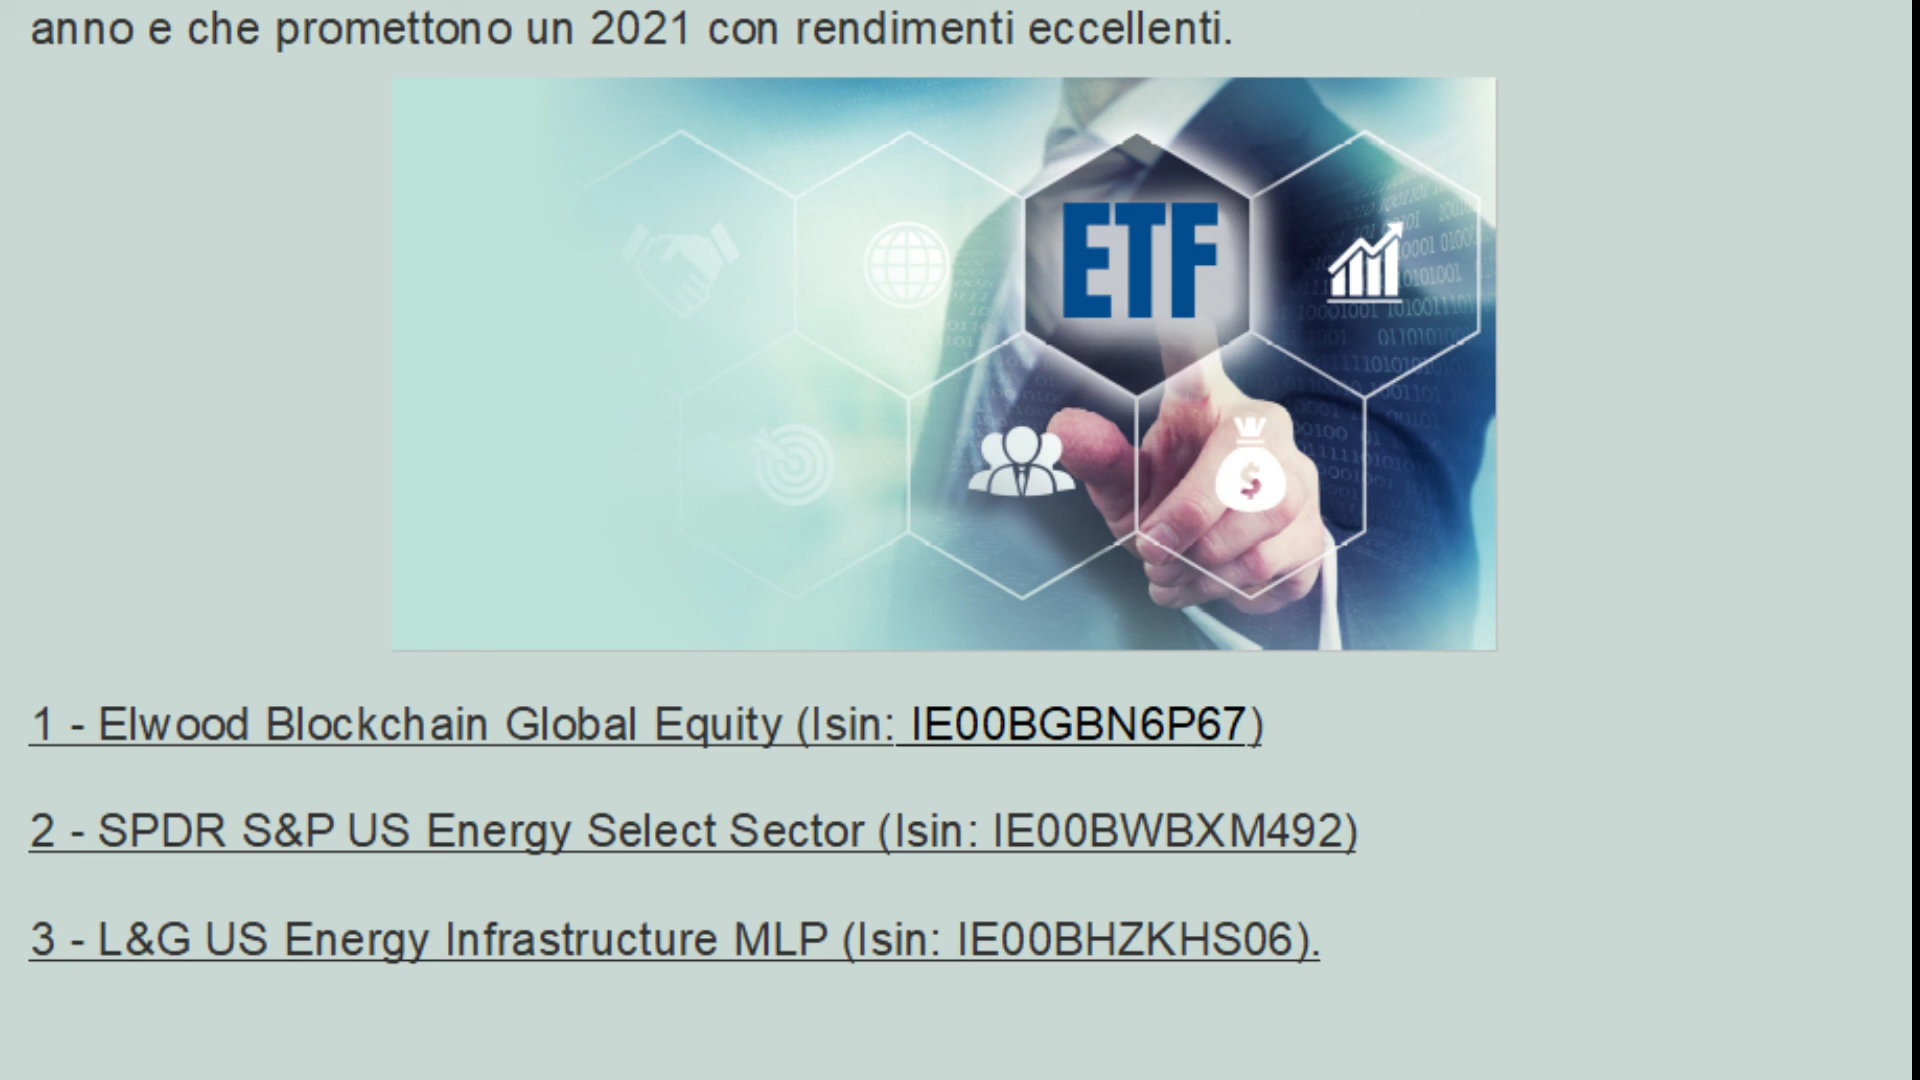 anno e che promettono un 2021 con rendimenti eccellenti.
ETF
1 - Elwood Blockchain Global Equity (Isin: IE00BGBN6P67)
2 - SPDR S&P US Energy Select Sector (Isin: IE00BWBXM492)
3 - L&G US Energy Infrastructure MLP (Isin: IE00BHZKHS06).